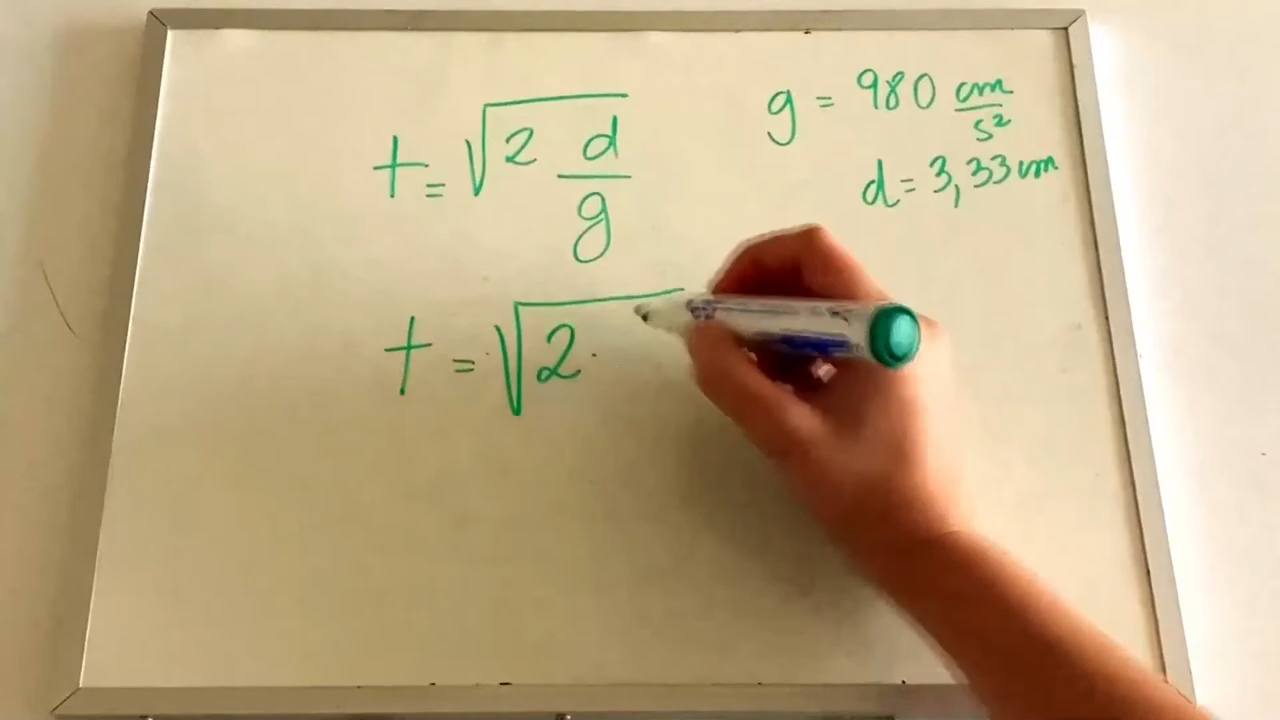 t = √2 d/g
g = 980 cm/s²
d = 3,33 cm
t = √2 ·